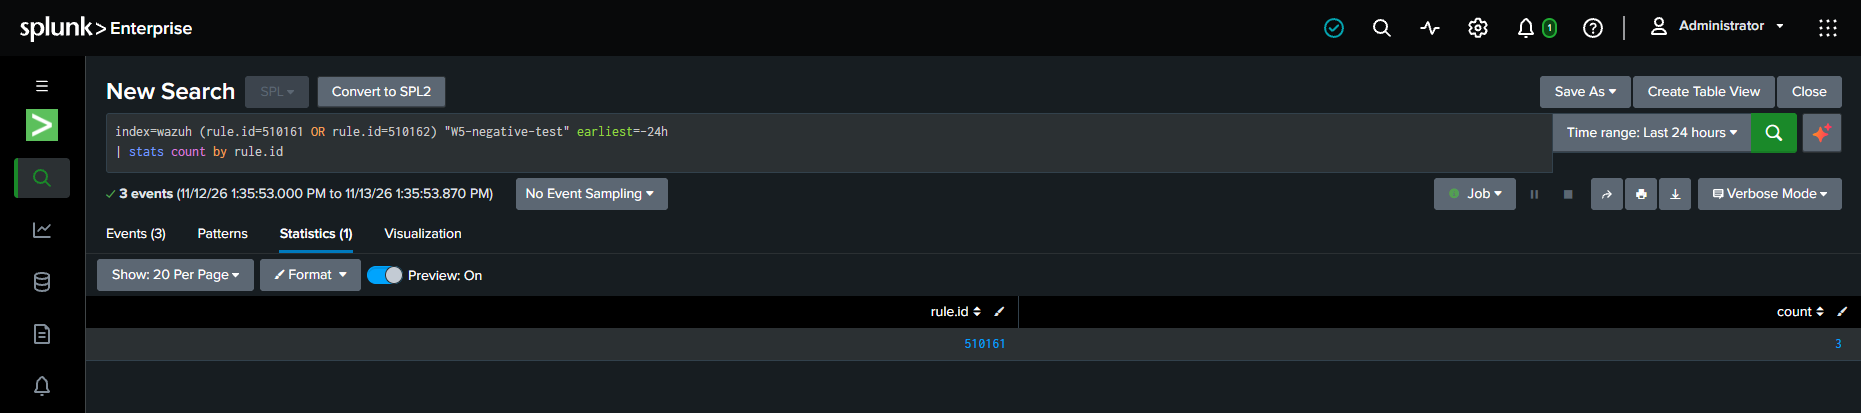 splunk> Enterprise
1
Administrator
New Search
SPL
Convert to SPL2
Save As
Create Table View
Close
index=wazuh (rule.id=510161 OR rule.id=510162) "W5-negative-test" earliest=-24h
| stats count by rule.id
Time range: Last 24 hours
3 events (11/12/26 1:35:53.000 PM to 11/13/26 1:35:53.870 PM)
No Event Sampling
Job
Verbose Mode
Events (3)
Patterns
Statistics (1)
Visualization
Show: 20 Per Page
Format
Preview: On
rule.id
count
510161
3